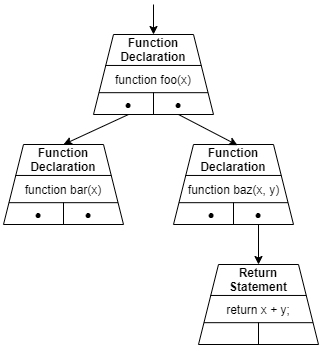 Function
Declaration
function foo(x)
Function
Declaration
function bar(x)
Function
Declaration
function baz(x, y)
Return
Statement
return x + y;